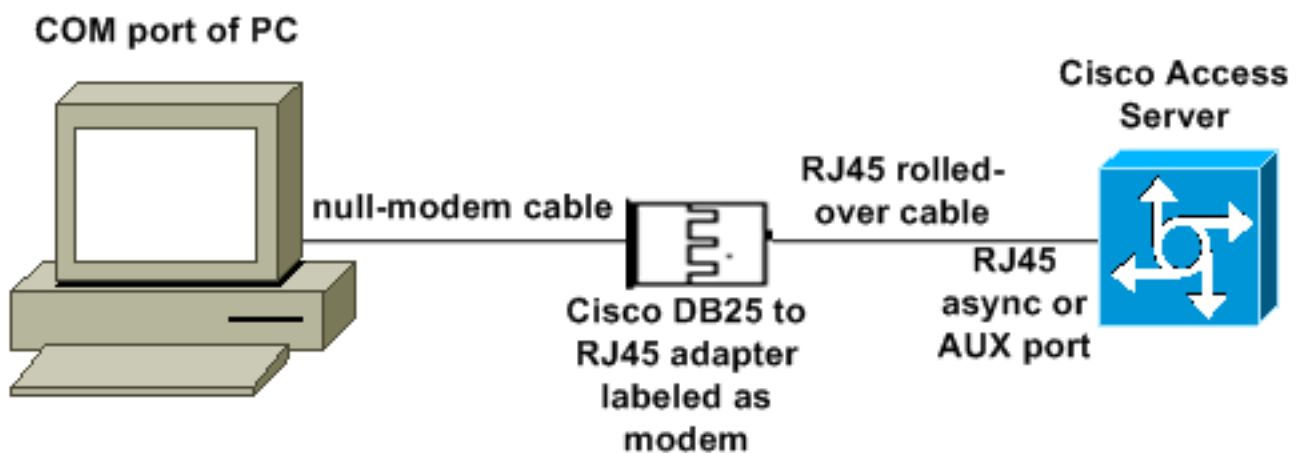 COM port of PC
Cisco Access
Server
null-modem cable
RJ45 rolled-
over cable
RJ45
async or
AUX port
Cisco DB25 to
RJ45 adapter
labeled as
modem